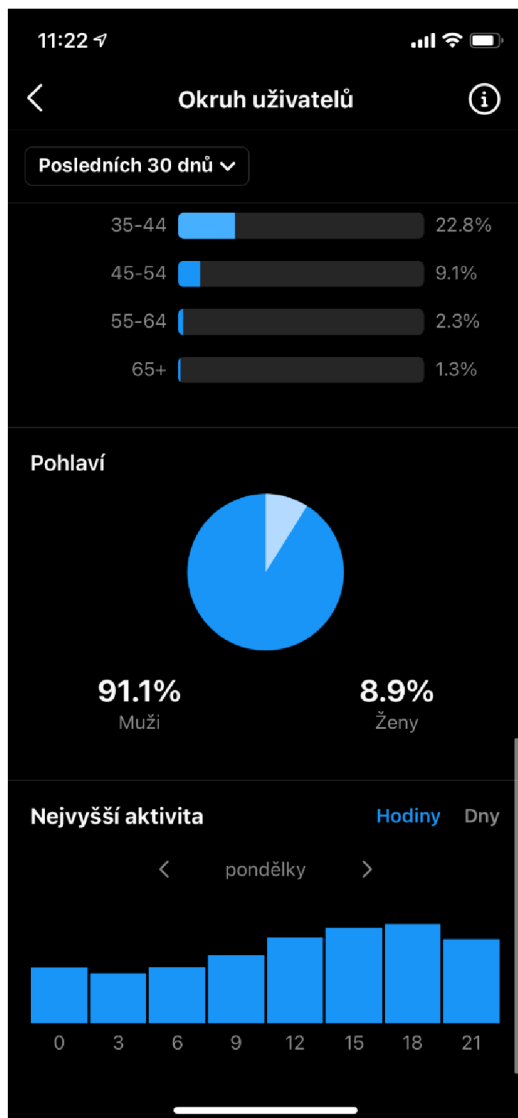 11:22
Okruh uživatelů
Posledních 30 dnů
35-44 22.8%
45-54 9.1%
55-64 2.3%
65+ 1.3%
Pohlaví
91.1% 8.9%
Muži Ženy
Nejvyšší aktivita Hodiny Dny
pondělky
0 3 6 9 12 15 18 21